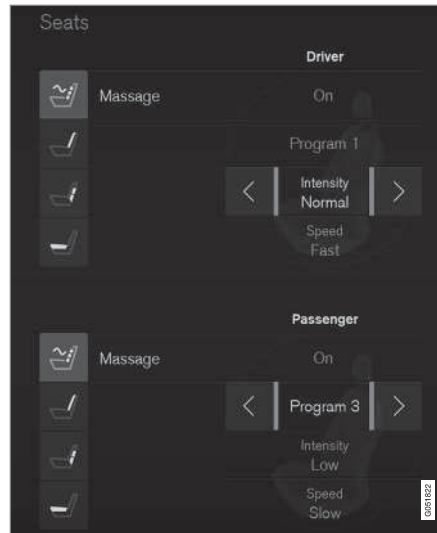 Seats
Driver
Massage On
Program 1
Intensity
Normal
Speed
Fast
Passenger
Massage On
Program 3
Intensity
Low
Speed
Slow
G051822